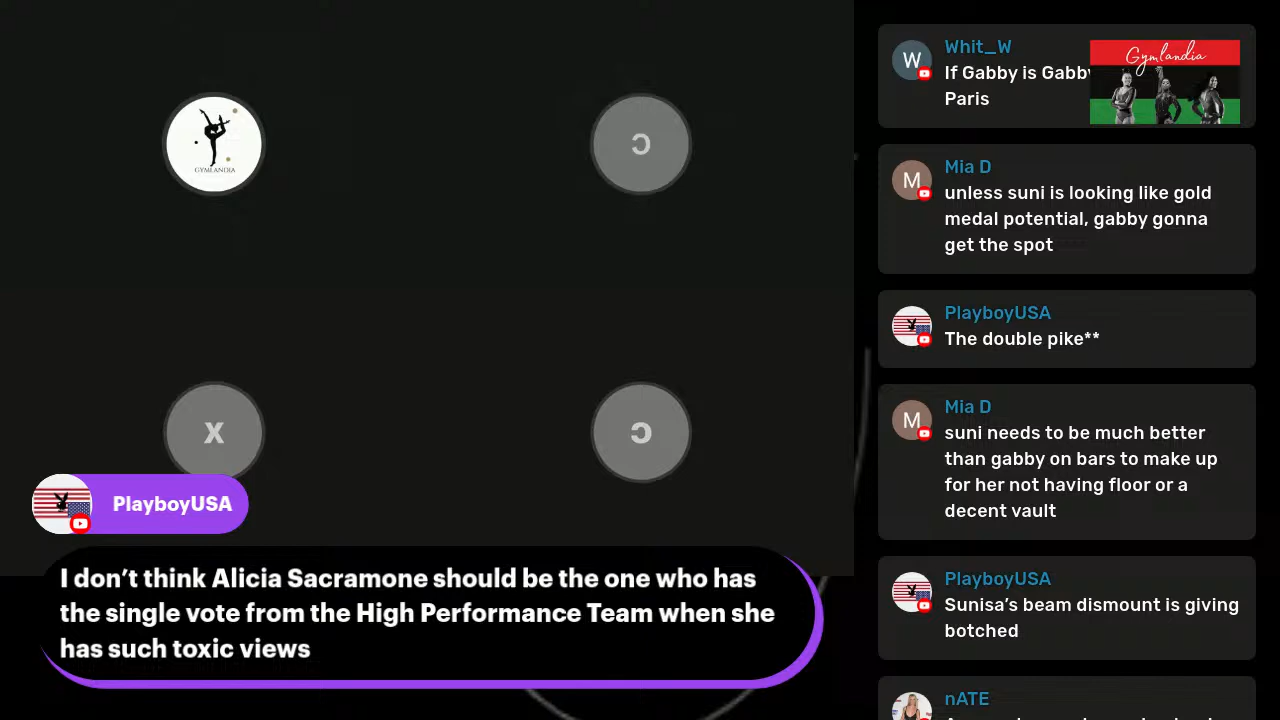 GYMLANDIA
ɔ
X
ɔ
PlayboyUSA
I don’t think Alicia Sacramone should be the one who has
the single vote from the High Performance Team when she
has such toxic views
W
Whit_W
If Gabby is Gabby
Paris
Gymlandia
M
Mia D
unless suni is looking like gold
medal potential, gabby gonna
get the spot
PlayboyUSA
The double pike**
M
Mia D
suni needs to be much better
than gabby on bars to make up
for her not having floor or a
decent vault
PlayboyUSA
Sunisa’s beam dismount is giving
botched
nATE